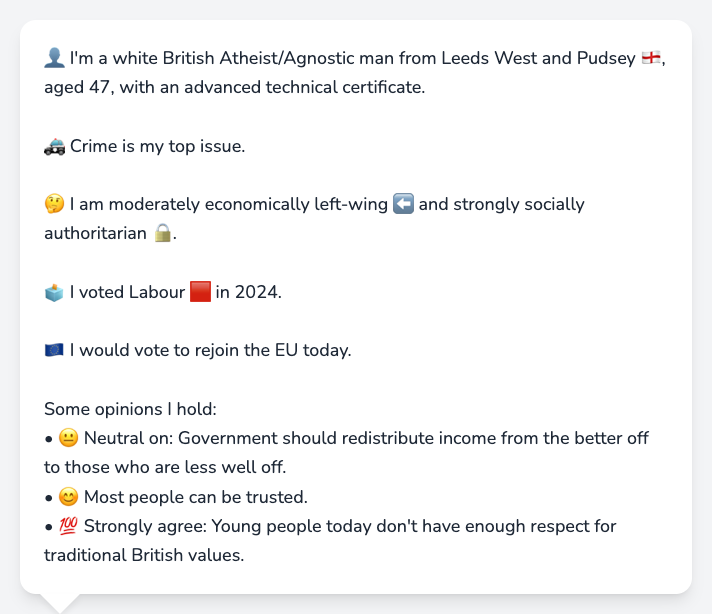 👤 I'm a white British Atheist/Agnostic man from Leeds West and Pudsey 🏴󠁧󠁢󠁥󠁮󠁧󠁿,
aged 47, with an advanced technical certificate.
🚓 Crime is my top issue.
🤔 I am moderately economically left-wing ⬅️ and strongly socially
authoritarian 🔒.
🗳️ I voted Labour 🟥 in 2024.
🇪🇺 I would vote to rejoin the EU today.
Some opinions I hold:
• 😐 Neutral on: Government should redistribute income from the better off
to those who are less well off.
• 😊 Most people can be trusted.
• 💯 Strongly agree: Young people today don't have enough respect for
traditional British values.